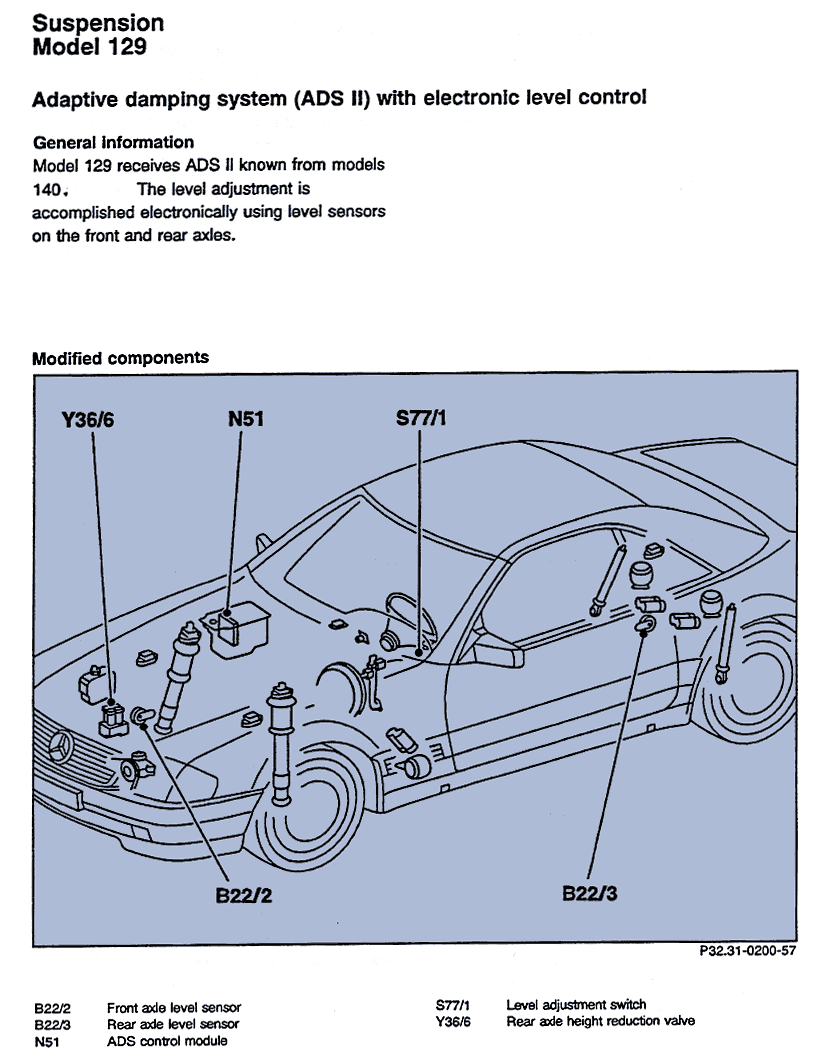 Suspension
Model 129
Adaptive damping system (ADS II) with electronic level control
General information
Model 129 receives ADS II known from models
140. The level adjustment is
accomplished electronically using level sensors
on the front and rear axles.
Modified components
Y36/6 N51 S77/1
B22/2 B22/3
P32.31-0200-57
B22/2 Front axle level sensor
B22/3 Rear axle level sensor
N51 ADS control module
S77/1 Level adjustment switch
Y36/6 Rear axle height reduction valve